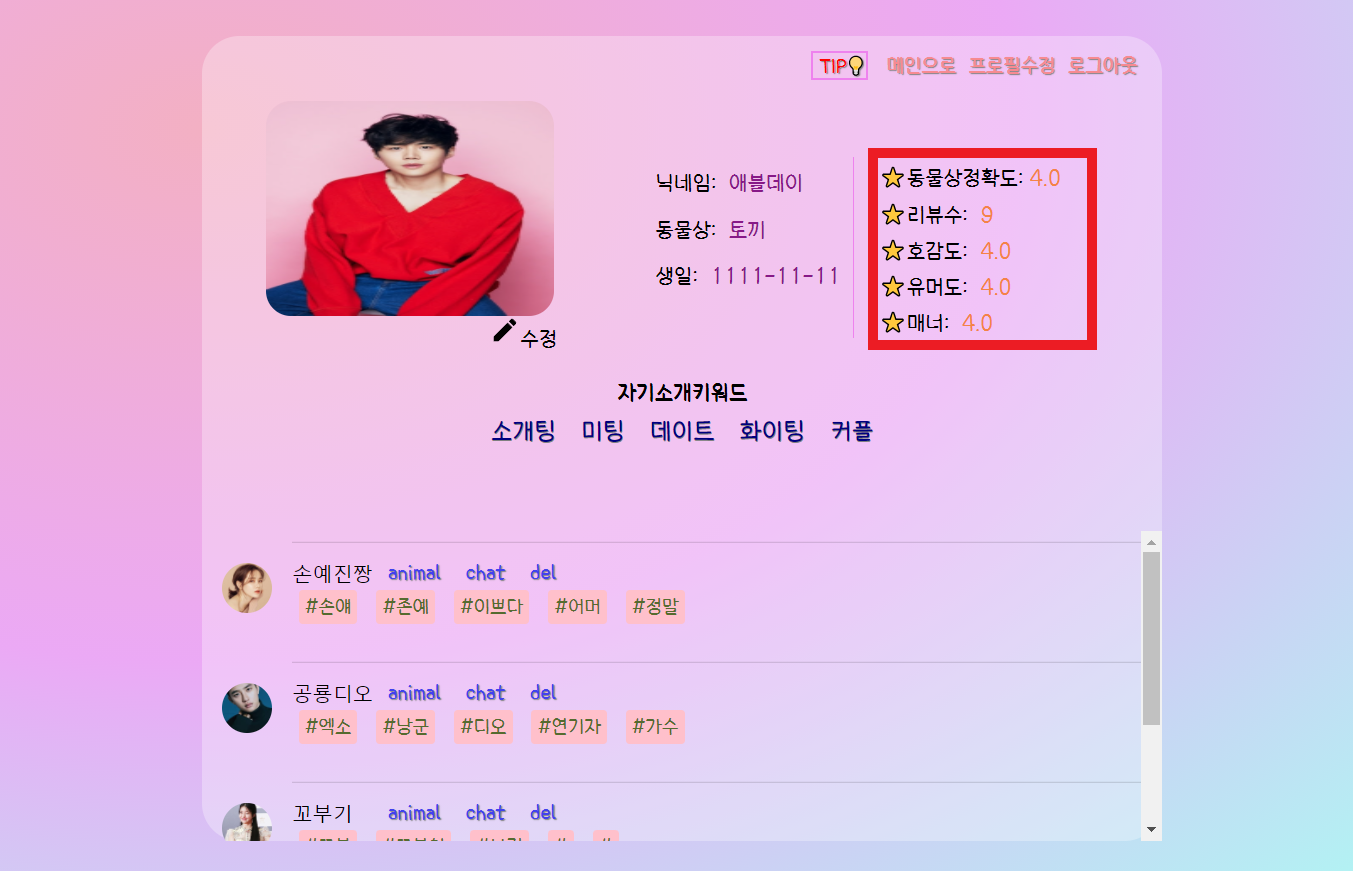 TIP 메인으로 프로필수정 로그아웃
닉네임: 애블데이
동물상: 토끼
생일: 1111-11-11
동물상정확도: 4.0
리뷰수: 9
호감도: 4.0
유머도: 4.0
매너: 4.0
수정
자기소개키워드
소개팅 미팅 데이트 화이팅 커플
손예진짱 animal chat del
#손얘 #존예 #이쁘다 #어머 #정말
공룡디오 animal chat del
#엑소 #낭군 #디오 #연기자 #가수
꼬부기 animal chat del